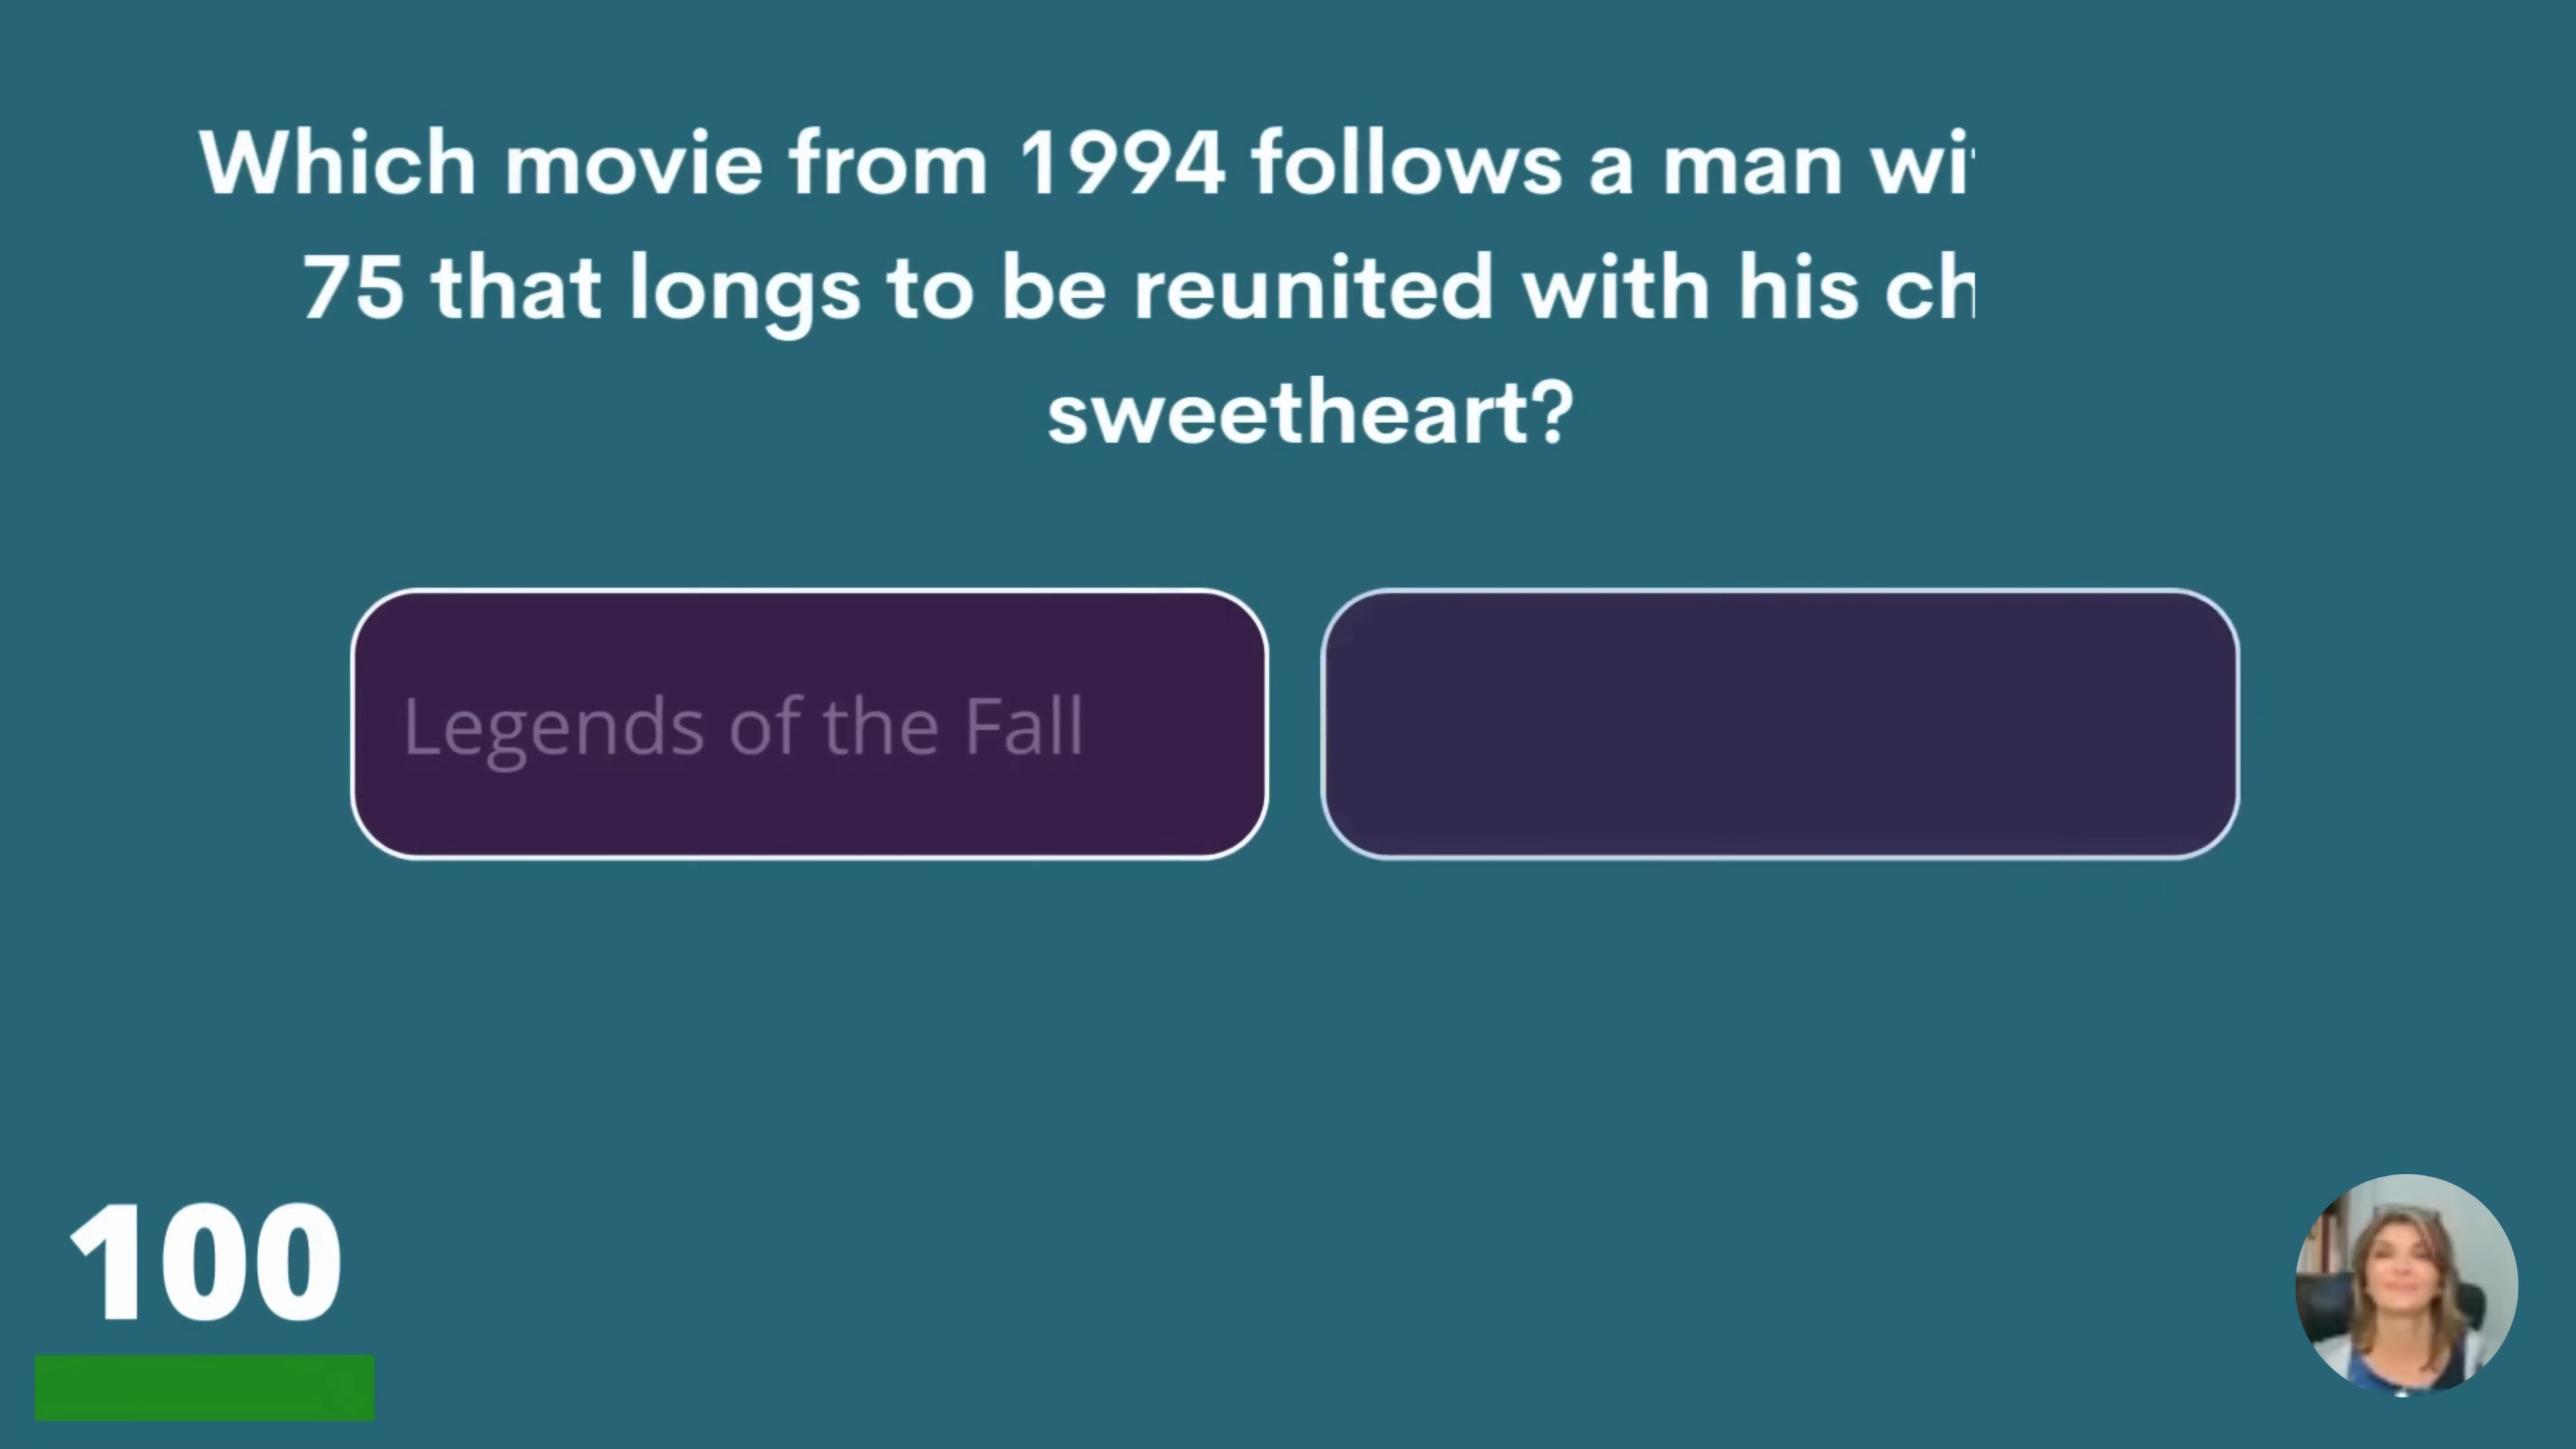 Which movie from 1994 follows a man wi
75 that longs to be reunited with his ch
sweetheart?
Legends of the Fall
100